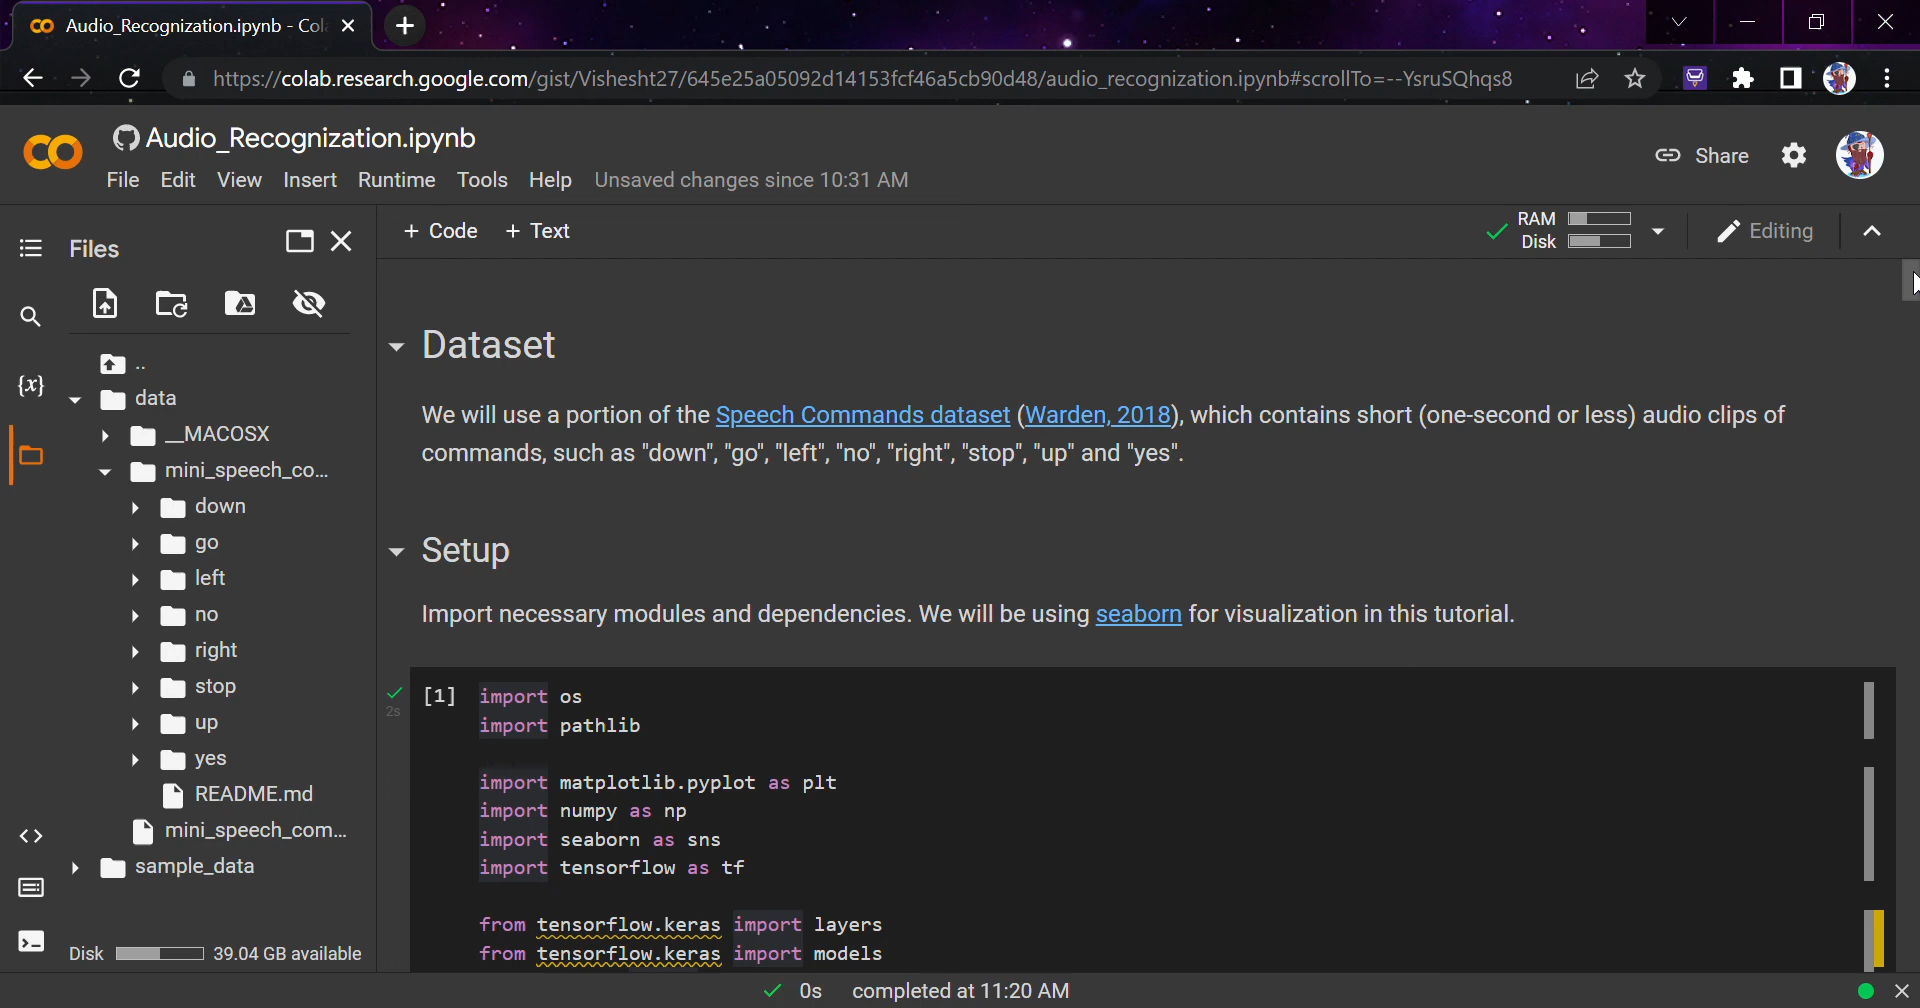 Audio_Recognization.ipynb - Col
https://colab.research.google.com/gist/Vishesht27/645e25a05092d14153fcf46a5cb90d48/audio_recognization.ipynb#scrollTo=--YsruSQhqs8
Audio_Recognization.ipynb
File Edit View Insert Runtime Tools Help Unsaved changes since 10:31 AM
Share
Files
+ Code + Text
RAM
Disk
Editing
..
data
__MACOSX
mini_speech_co...
down
go
left
no
right
stop
up
yes
README.md
mini_speech_com...
sample_data
Disk 39.04 GB available
{x}
Dataset
We will use a portion of the Speech Commands dataset (Warden, 2018), which contains short (one-second or less) audio clips of
commands, such as "down", "go", "left", "no", "right", "stop", "up" and "yes".
Setup
Import necessary modules and dependencies. We will be using seaborn for visualization in this tutorial.
2s
[1] import os
import pathlib
import matplotlib.pyplot as plt
import numpy as np
import seaborn as sns
import tensorflow as tf
from tensorflow.keras import layers
from tensorflow.keras import models
0s completed at 11:20 AM